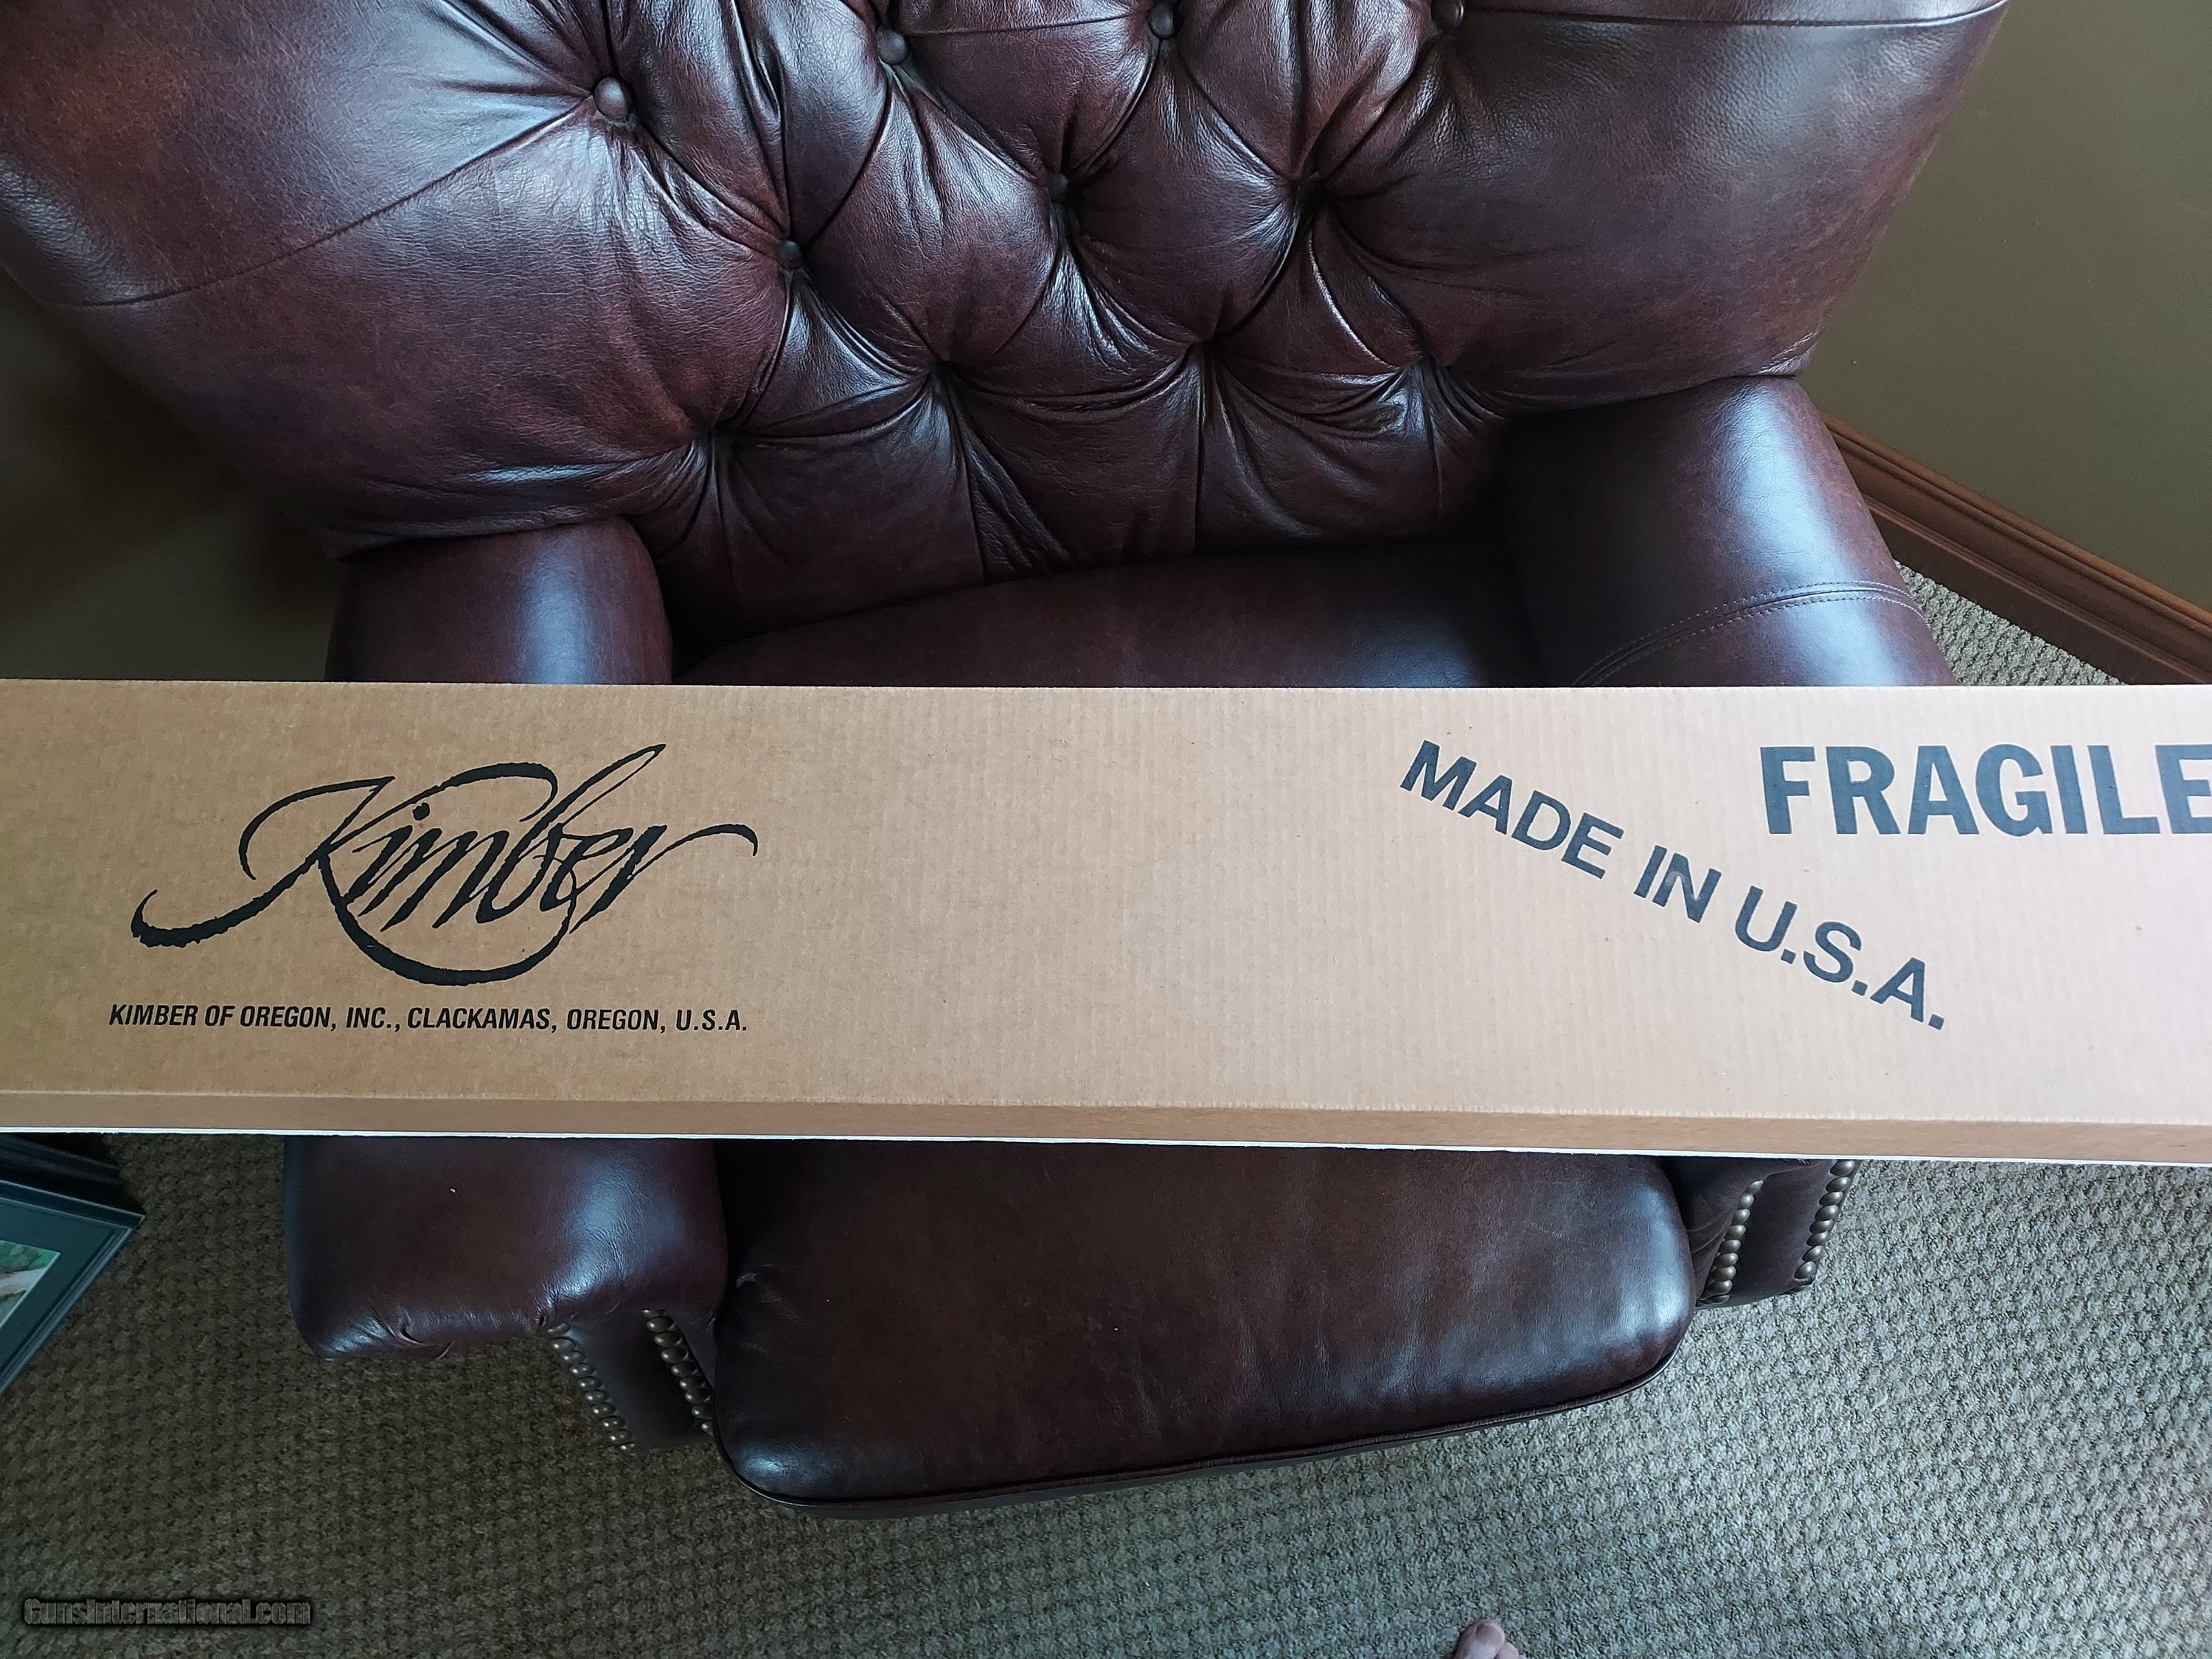 Kimber
KIMBER OF OREGON, INC., CLACKAMAS, OREGON, U.S.A.
MADE IN U.S.A.
FRAGILE
GunsInternational.com